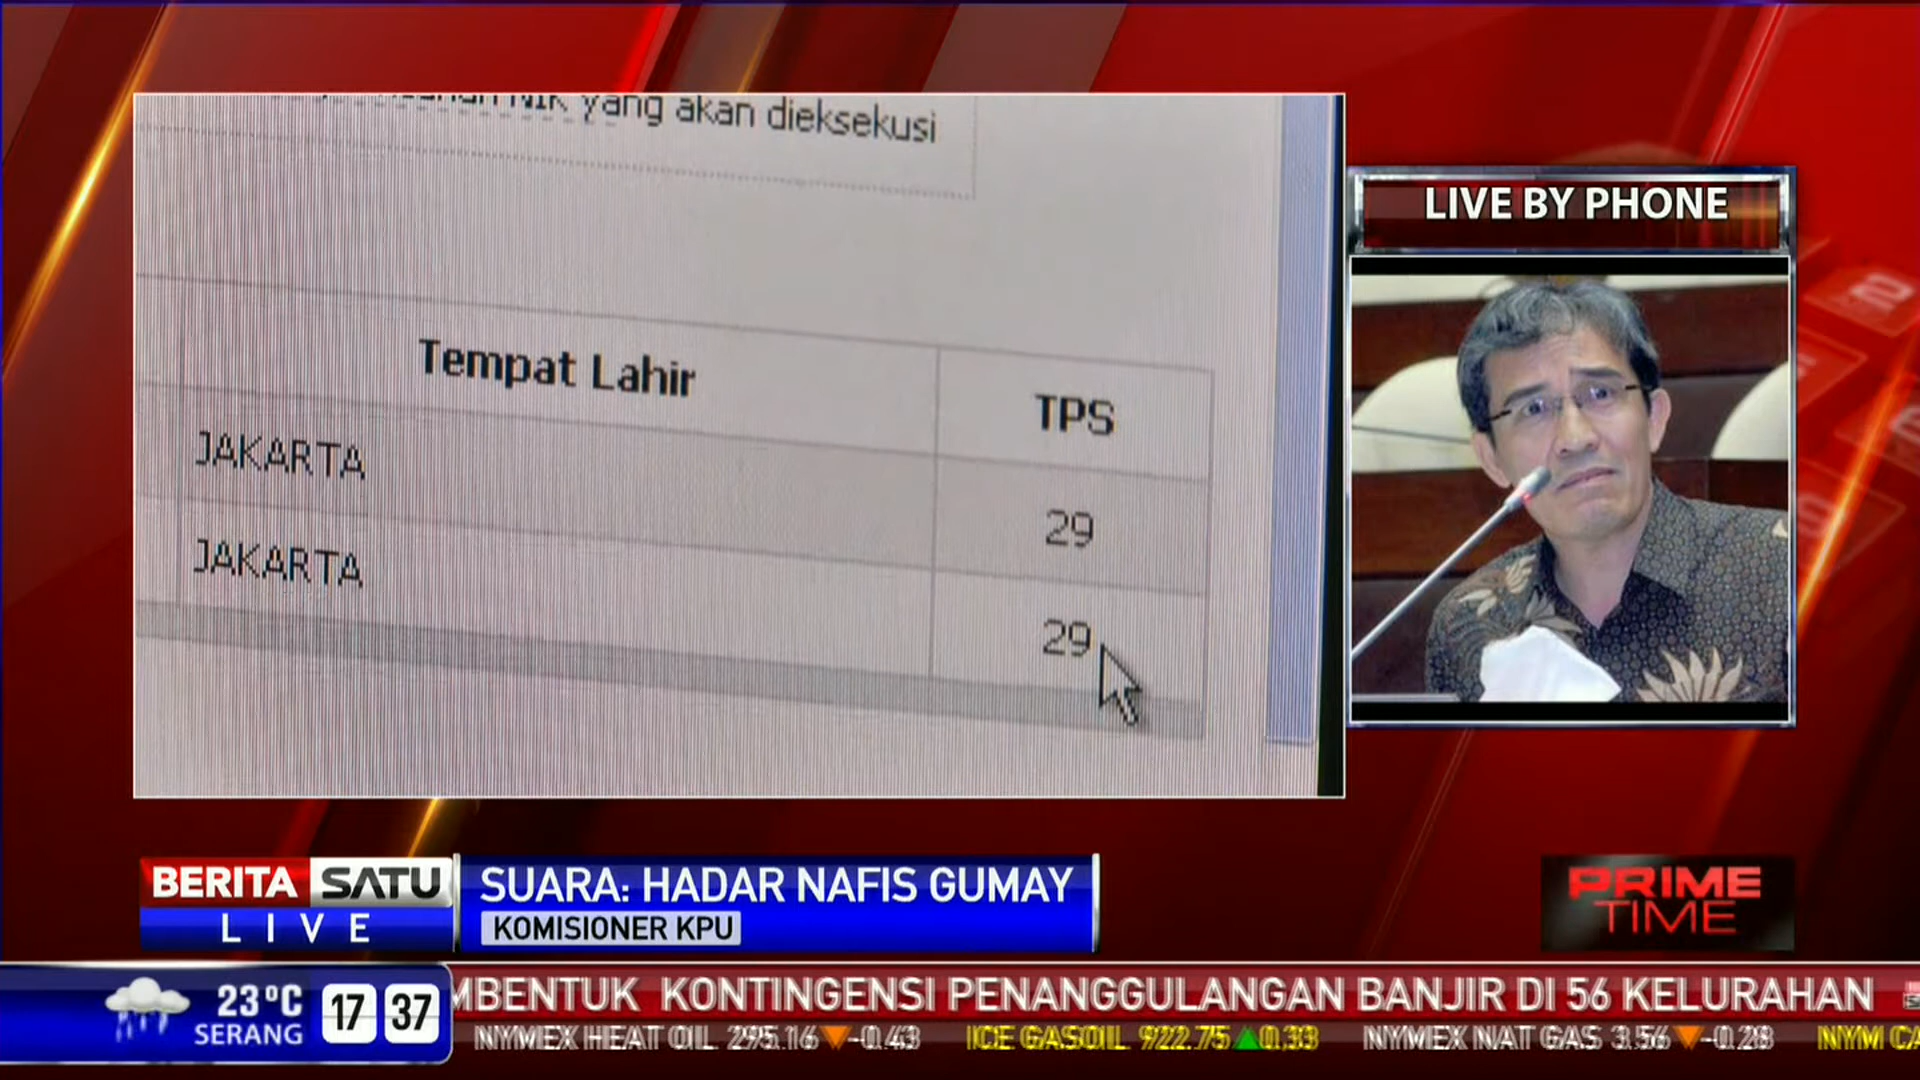 yang akan dieksekusi
Tempat Lahir
TPS
JAKARTA
29
JAKARTA
29
LIVE BY PHONE
BERITA SATU
LIVE
SUARA: HADAR NAFIS GUMAY
KOMISIONER KPU
PRIME
TIME
23°C
SERANG
17 37
MBENTUK KONTINGENSI PENANGGULANGAN BANJIR DI 56 KELURAHAN
NYMEX HEAT OIL 295.16 ▼-0.43 ICE GASOIL 922.75 ▲0.33 NYMEX NAT GAS 3.56 ▼-0.28 NYM CA